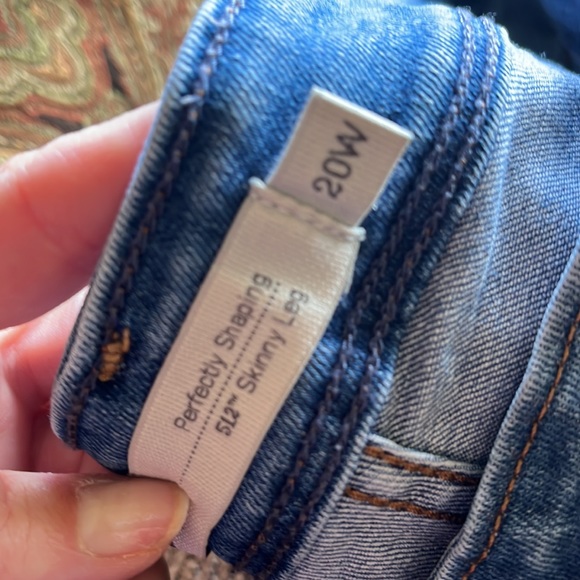 20W
Perfectly Shaping
512™ Skinny Leg